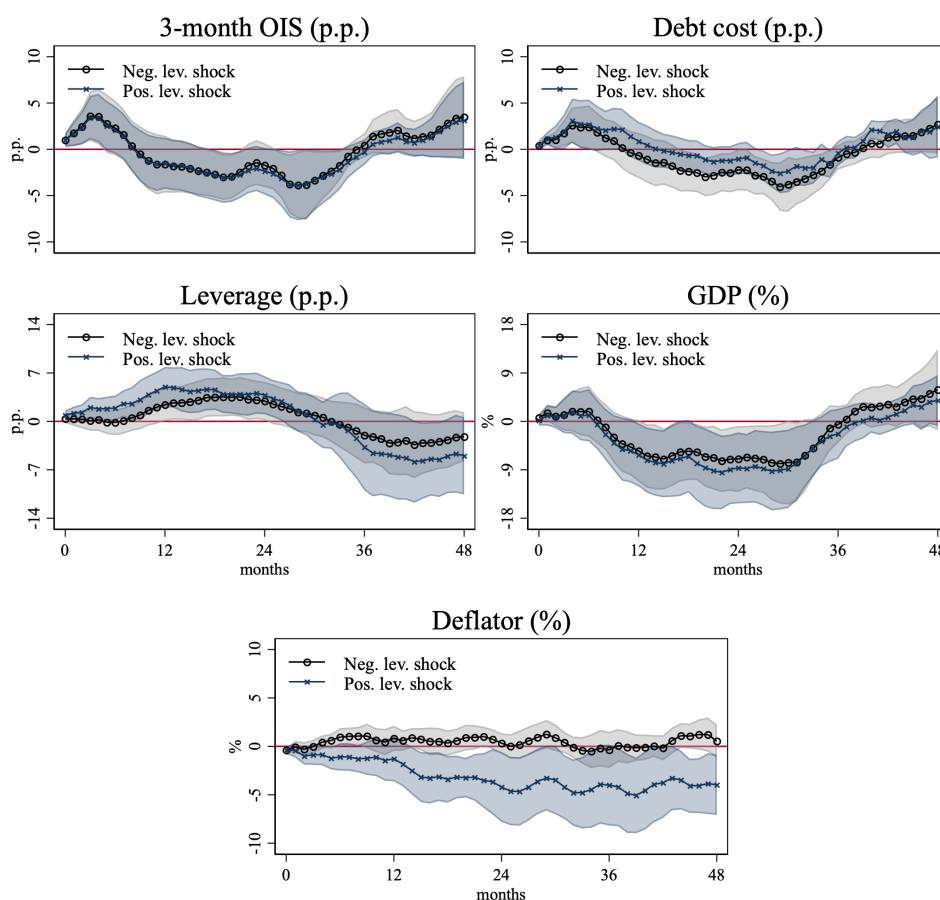 3-month OIS (p.p.)
Debt cost (p.p.)
10
5
0
-5
-10
p.p.
Neg. lev. shock
Pos. lev. shock
10
5
0
-5
-10
p.p.
Neg. lev. shock
Pos. lev. shock
Leverage (p.p.)
GDP (%)
14
7
0
-7
-14
p.p.
Neg. lev. shock
Pos. lev. shock
0 12 24 36 48
months
18
9
0
-9
-18
%
Neg. lev. shock
Pos. lev. shock
0 12 24 36 48
months
Deflator (%)
10
5
0
-5
-10
%
Neg. lev. shock
Pos. lev. shock
0 12 24 36 48
months